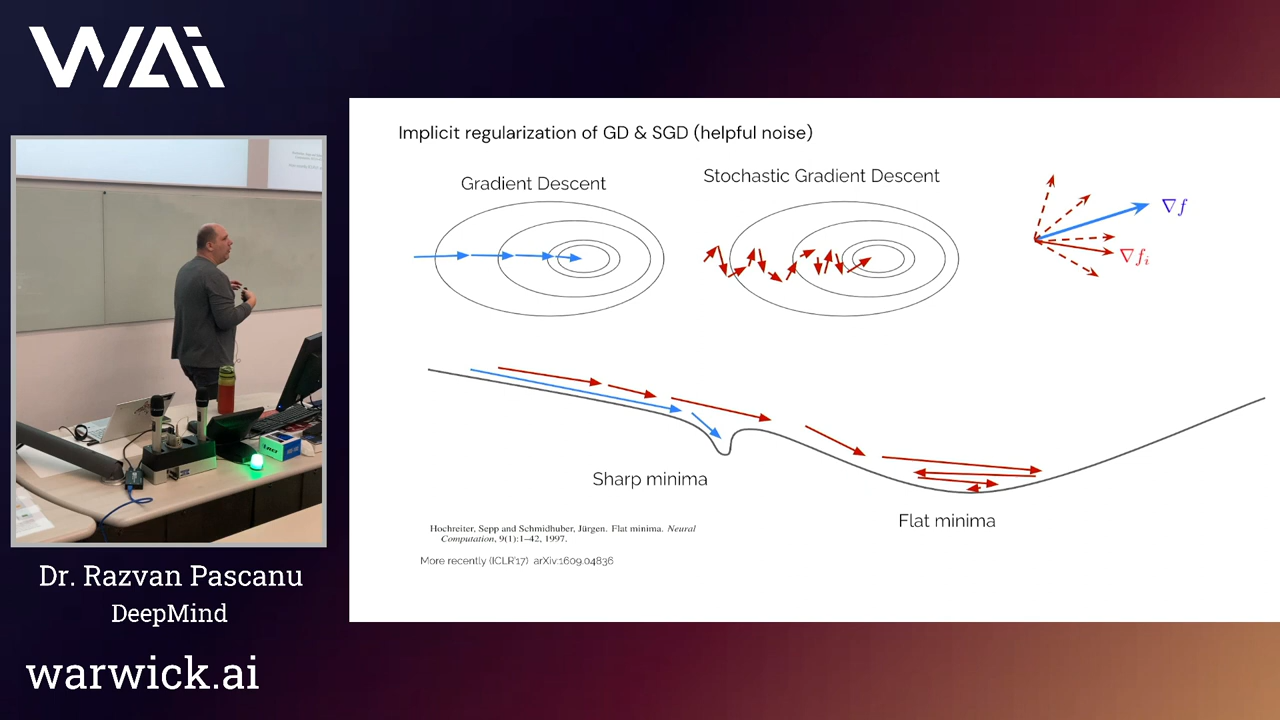 WAi
Implicit regularization of GD & SGD (helpful noise)
Gradient Descent
Stochastic Gradient Descent
∇f
∇fᵢ
Sharp minima
Flat minima
Hochreiter, Sepp and Schmidhuber, Jürgen. Flat minima. Neural
Computation, 9(1):1–42, 1997.
More recently (ICLR'17) arXiv:1609.04836
Dr. Razvan Pascanu
DeepMind
warwick.ai